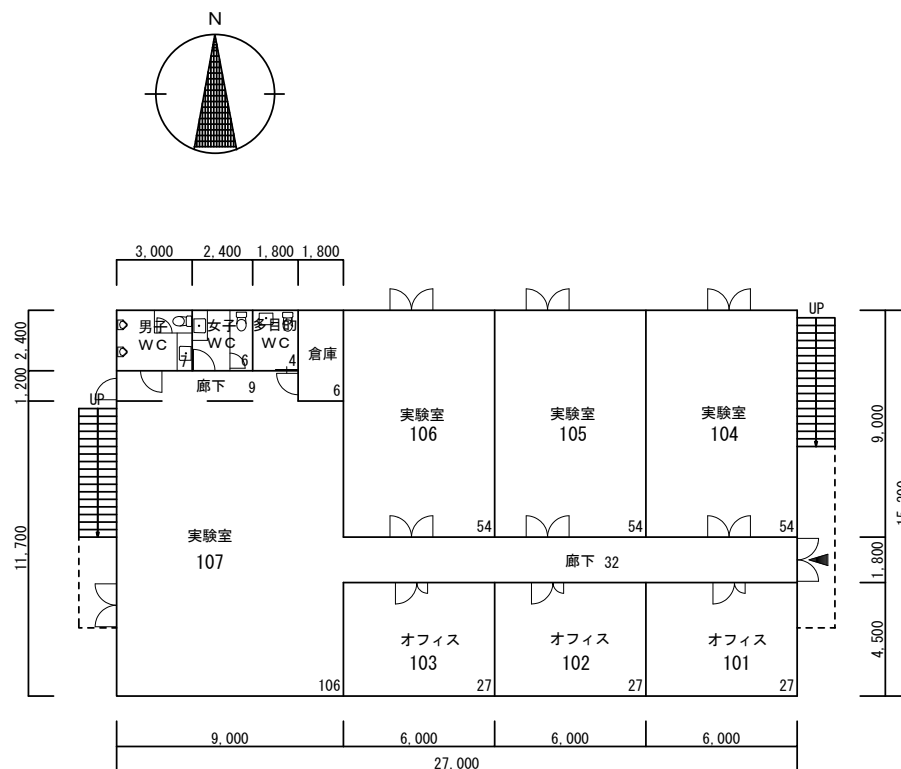 N
3,000 2,400 1,800 1,800
UP
男子 女子 多目的
WC WC WC
倉庫
7 6 4
2,400
1,200
廊下 9
6
UP
実験室 実験室 実験室
106 105 104
9,000
54 54 54
11,700
実験室
107
廊下 32
1,800
オフィス オフィス オフィス
103 102 101
4,500
106 27 27 27
9,000 6,000 6,000 6,000
27,000